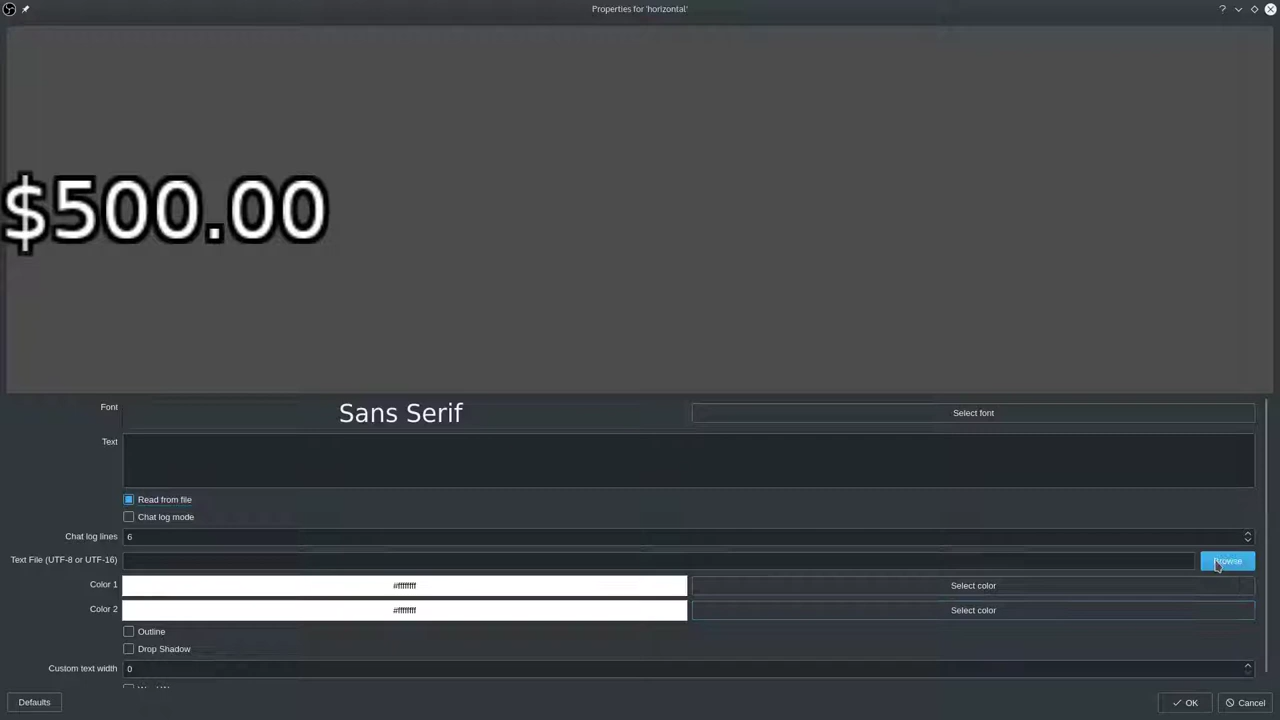 Properties for 'horizontal'
$500.00
Font
Sans Serif
Select font
Text
Read from file
Chat log mode
Chat log lines
6
Text File (UTF-8 or UTF-16)
Browse
Color 1
#ffffffff
Select color
Color 2
#ffffffff
Select color
Outline
Drop Shadow
Custom text width
0
Defaults
OK
Cancel